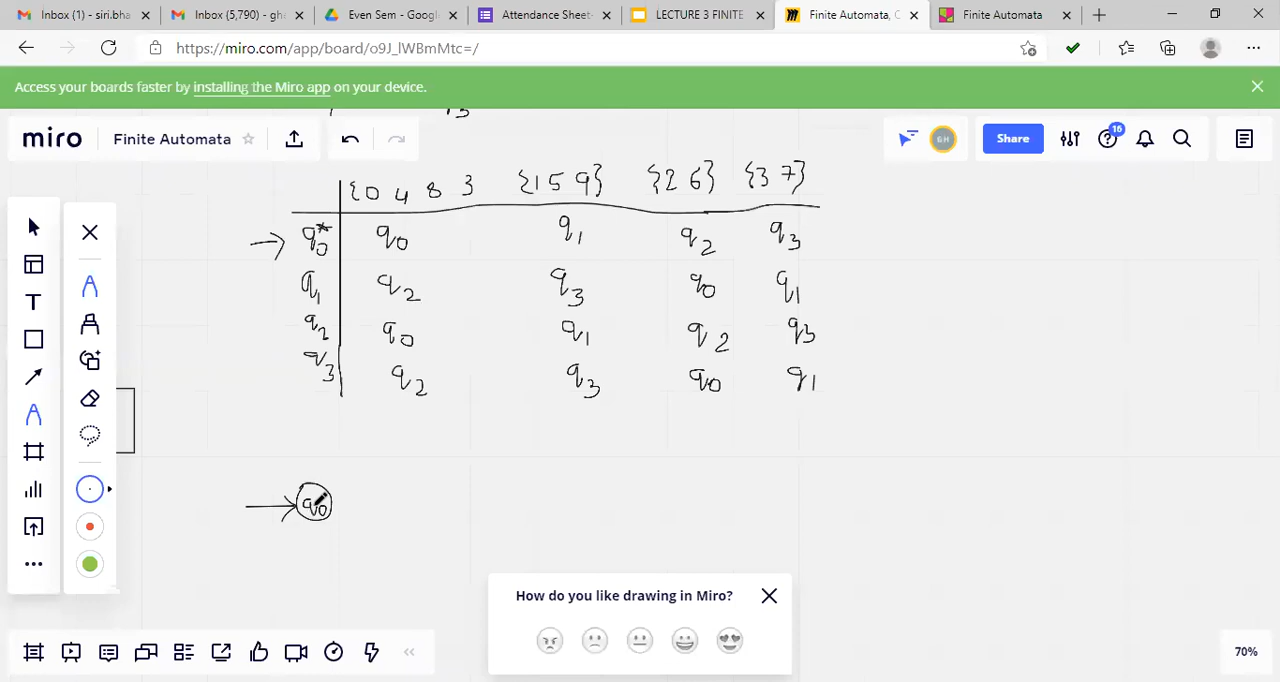 Inbox (1) - siri.bha
Inbox (5,790) - gha
Even Sem - Google
Attendance Sheet-
LECTURE 3 FINITE
Finite Automata, O
Finite Automata
https://miro.com/app/board/o9J_lWBmMtc=/
Access your boards faster by installing the Miro app on your device.
miro
Finite Automata
GH
Share
16
13
{0 4 8 3 {1 5 9} {2 6} {3 7}
q0* q0 q1 q2 q3
q1 q2 q3 q0 q1
q2 q0 q1 q2 q3
q3 q2 q3 q0 q1
T
q0
How do you like drawing in Miro?
70%